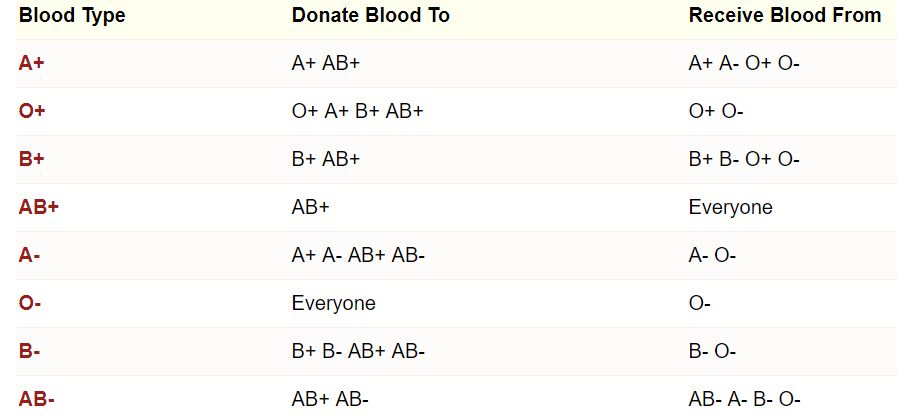 Blood Type Donate Blood To Receive Blood From
A+ A+ AB+ A+ A- O+ O-
O+ O+ A+ B+ AB+ O+ O-
B+ B+ AB+ B+ B- O+ O-
AB+ AB+ Everyone
A- A+ A- AB+ AB- A- O-
O- Everyone O-
B- B+ B- AB+ AB- B- O-
AB- AB+ AB- AB- A- B- O-